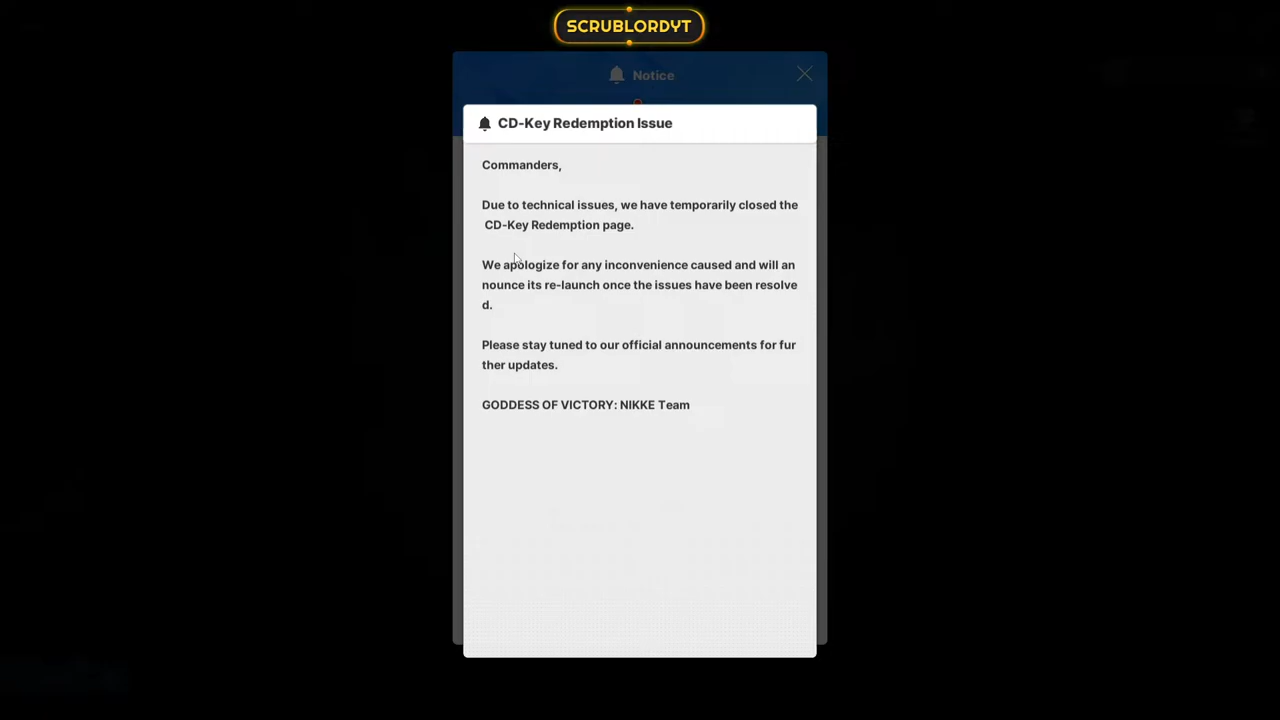 SCRUBLORDYT
Notice
CD-Key Redemption Issue
Commanders,
Due to technical issues, we have temporarily closed the
CD-Key Redemption page.
We apologize for any inconvenience caused and will an
nounce its re-launch once the issues have been resolve
d.
Please stay tuned to our official announcements for fur
ther updates.
GODDESS OF VICTORY: NIKKE Team